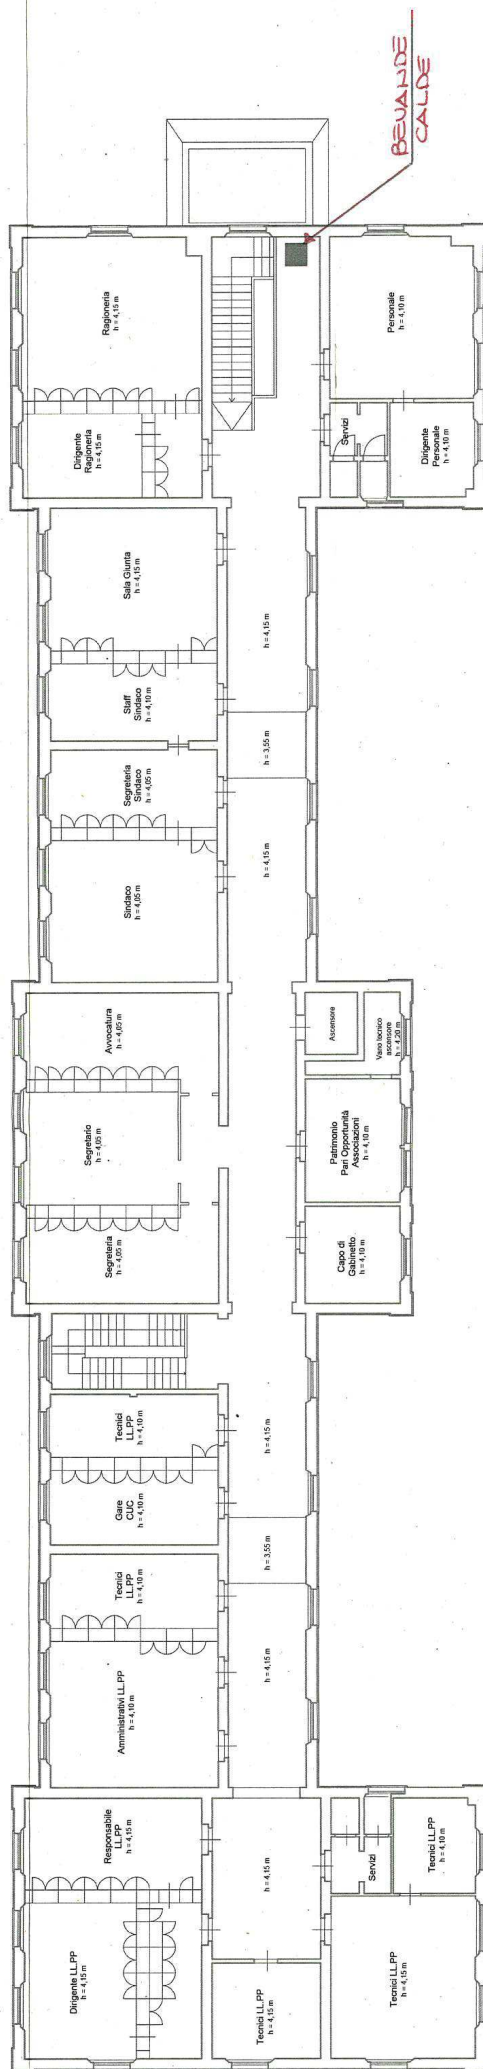 BEVANDE
CALDE
Ragioneria
h = 4,15 m
Dirigente
Ragioneria
h = 4,15 m
Personale
h = 4,10 m
Servizi
Dirigente
Personale
h = 4,10 m
Sala Giunta
h = 4,15 m
Staff
Sindaco
h = 4,10 m
h = 4,15 m
h = 3,55 m
Segreteria
Sindaco
h = 4,05 m
Sindaco
h = 4,05 m
h = 4,15 m
Avvocatura
h = 4,05 m
Segretario
h = 4,05 m
Segreteria
h = 4,05 m
Ascensore
Vano tecnico
ascensore
h = 4,20 m
Patrimonio
Pari Opportunità
Associazioni
h = 4,10 m
Capo di
Gabinetto
h = 4,10 m
Tecnici
LL.PP
h = 4,10 m
Gare
CUC
h = 4,10 m
h = 4,15 m
h = 3,55 m
Tecnici
LL.PP
h = 4,10 m
Amministrativi LL.PP
h = 4,10 m
h = 4,15 m
Responsabile
LL.PP
h = 4,15 m
Dirigente LL.PP
h = 4,15 m
h = 4,15 m
Tecnici LL.PP
h = 4,15 m
Servizi
Tecnici LL.PP
h = 4,10 m
Tecnici LL.PP
h = 4,15 m